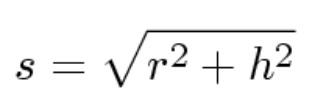 s = √(r² + h²)